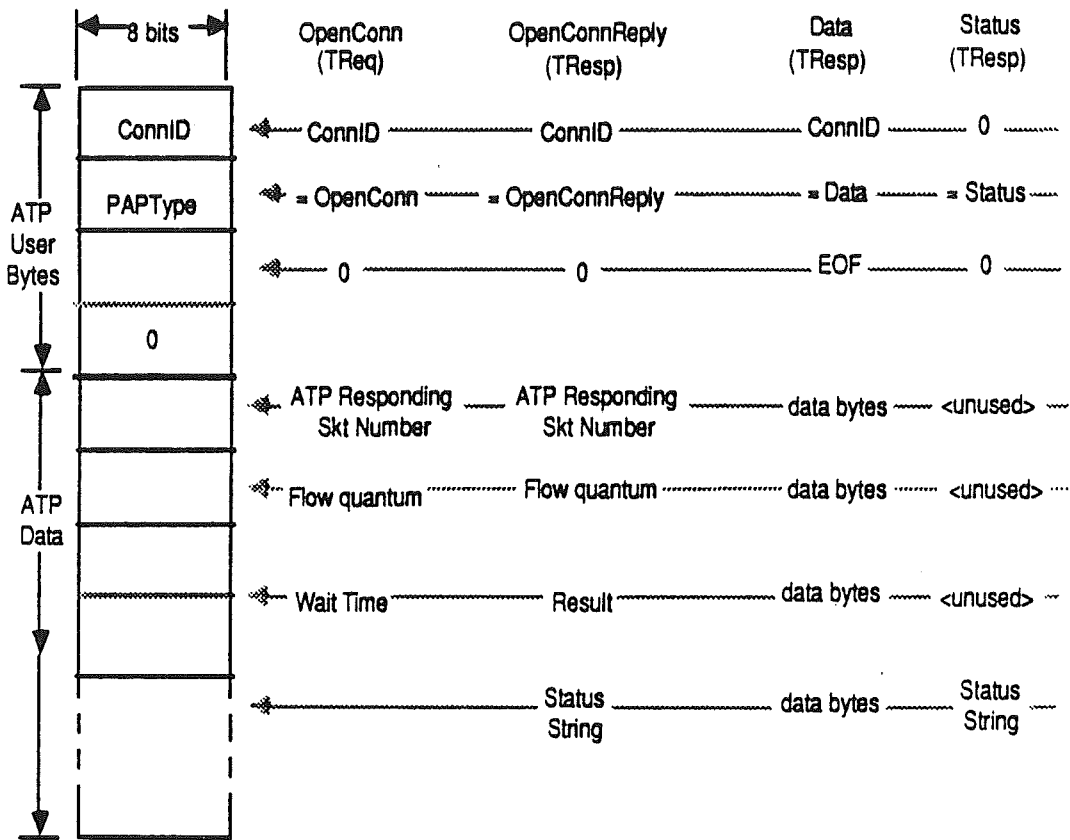 8 bits
OpenConn
(TReq)
OpenConnReply
(TResp)
Data
(TResp)
Status
(TResp)
ATP
User
Bytes
ConnID
ConnID
ConnID
ConnID
0
PAPType
= OpenConn
= OpenConnReply
= Data
= Status
0
0
EOF
0
0
ATP
Data
ATP Responding
Skt Number
ATP Responding
Skt Number
data bytes
<unused>
Flow quantum
Flow quantum
data bytes
<unused>
Wait Time
Result
data bytes
<unused>
Status
String
data bytes
Status
String